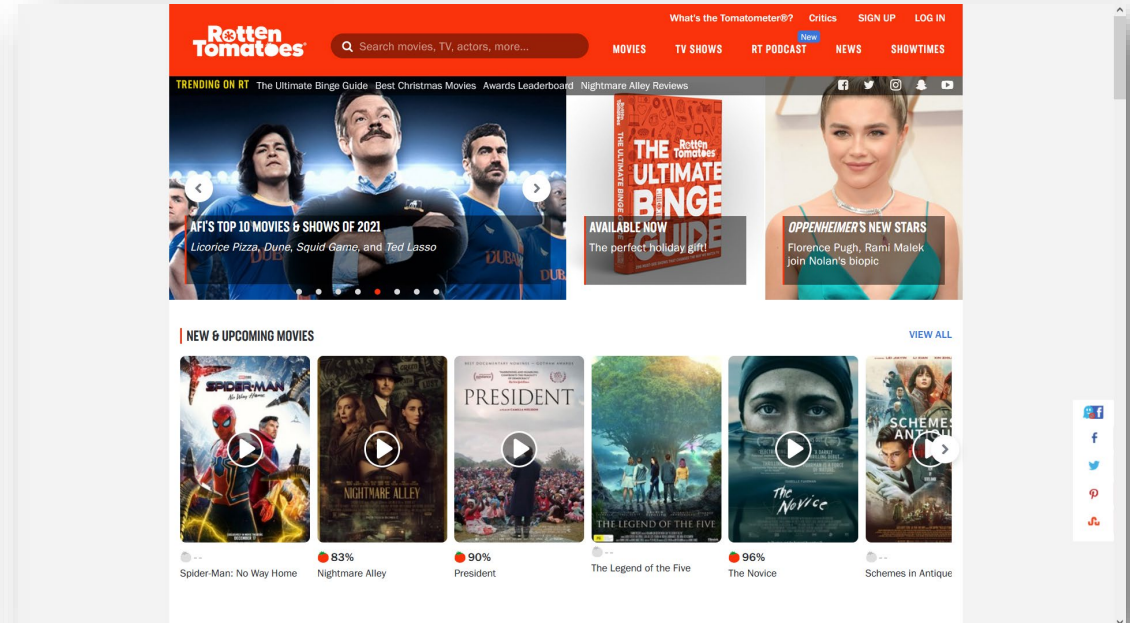 What's the Tomatometer®? Critics SIGN UP LOG IN
Rotten
Tomatoes
Search movies, TV, actors, more...
New
MOVIES TV SHOWS RT PODCAST NEWS SHOWTIMES
TRENDING ON RT The Ultimate Binge Guide Best Christmas Movies Awards Leaderboard Nightmare Alley Reviews
AFI'S TOP 10 MOVIES & SHOWS OF 2021
Licorice Pizza, Dune, Squid Game, and Ted Lasso
THE
Rotten
Tomatoes
ULTIMATE
BINGE
GUIDE
AVAILABLE NOW
The perfect holiday gift!
OPPENHEIMER'S NEW STARS
Florence Pugh, Rami Malek
join Nolan's biopic
NEW & UPCOMING MOVIES
VIEW ALL
SPIDER-MAN
No Way Home
NIGHTMARE ALLEY
PRESIDENT
THE LEGEND OF THE FIVE
The
Novice
SCHEMES
--
Spider-Man: No Way Home
83%
Nightmare Alley
90%
President
--
The Legend of the Five
96%
The Novice
--
Schemes in Antique